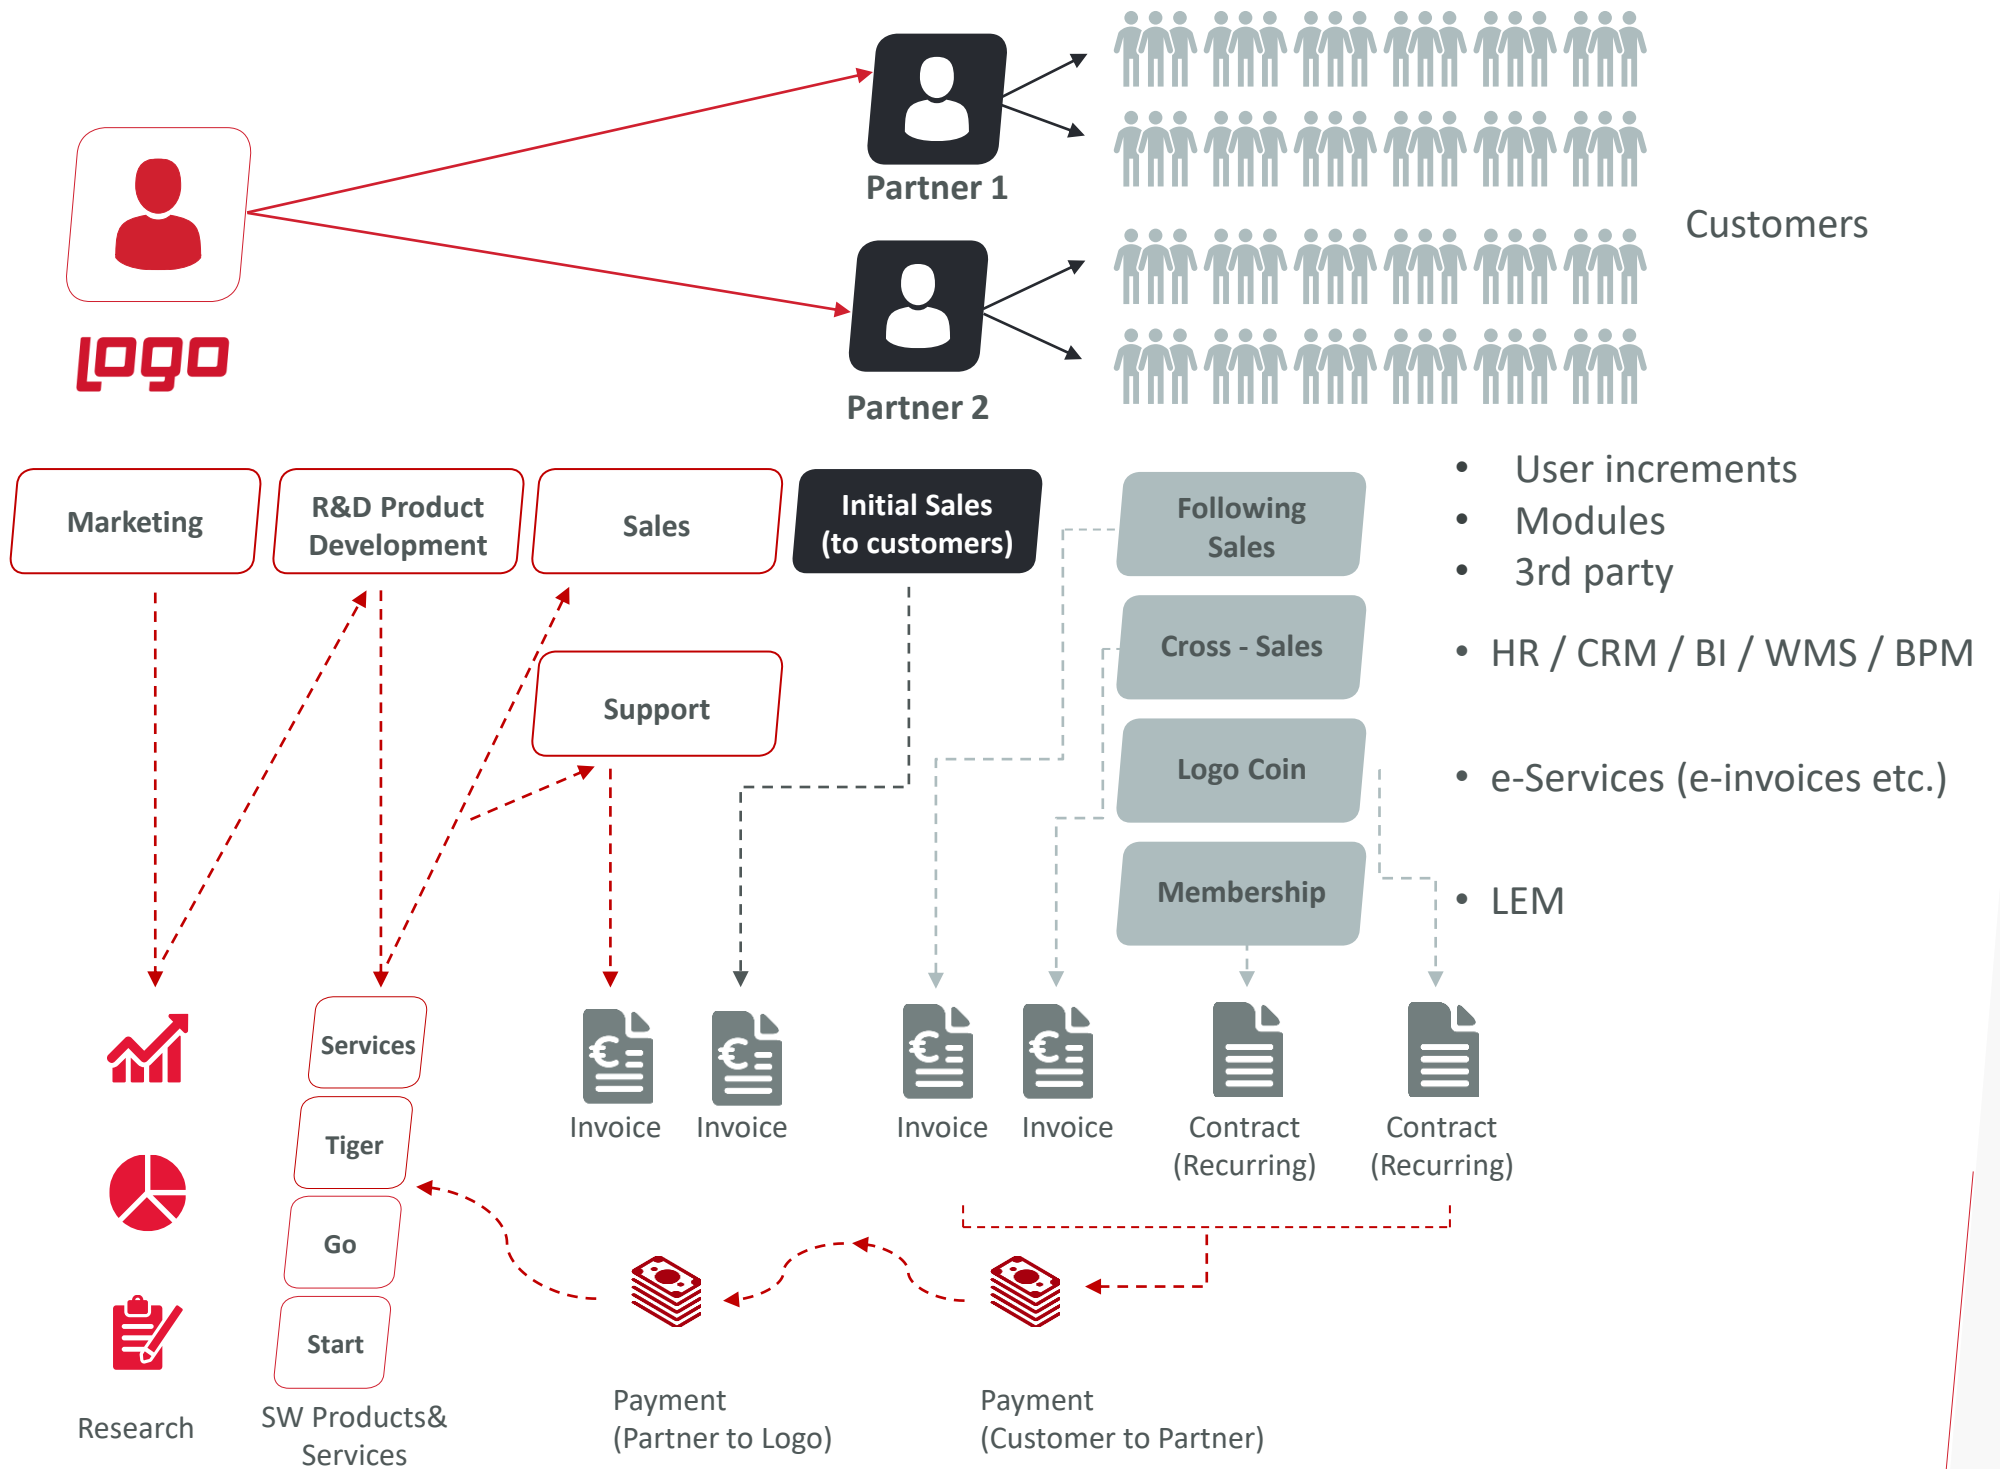 Partner 1
Customers
logo
Partner 2
Marketing
R&D Product
Development
Sales
Initial Sales
(to customers)
Following
Sales
• User increments
• Modules
• 3rd party
Cross - Sales
• HR / CRM / BI / WMS / BPM
Support
Logo Coin
• e-Services (e-invoices etc.)
Membership
• LEM
Services
Tiger
Go
Start
Invoice
Invoice
Invoice
Invoice
Contract
(Recurring)
Contract
(Recurring)
Research
SW Products&
Services
Payment
(Partner to Logo)
Payment
(Customer to Partner)